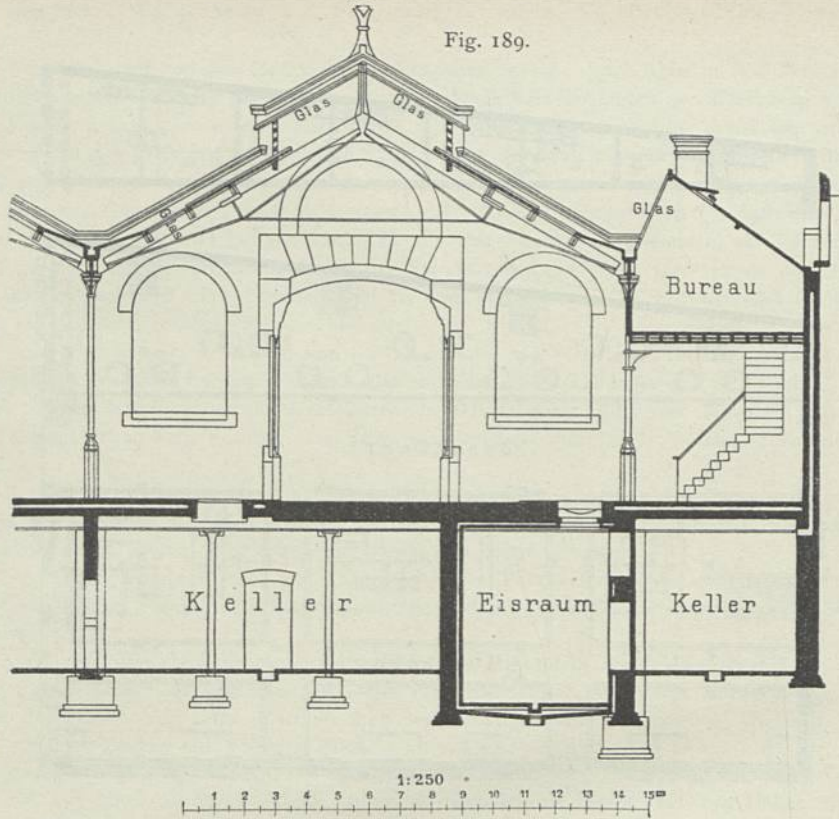 Fig. 189.
Glas Glas
Glas
Glas
Bureau
Keller
Eisraum
Keller
1:250
1 2 3 4 5 6 7 8 9 10 11 12 13 14 15 m